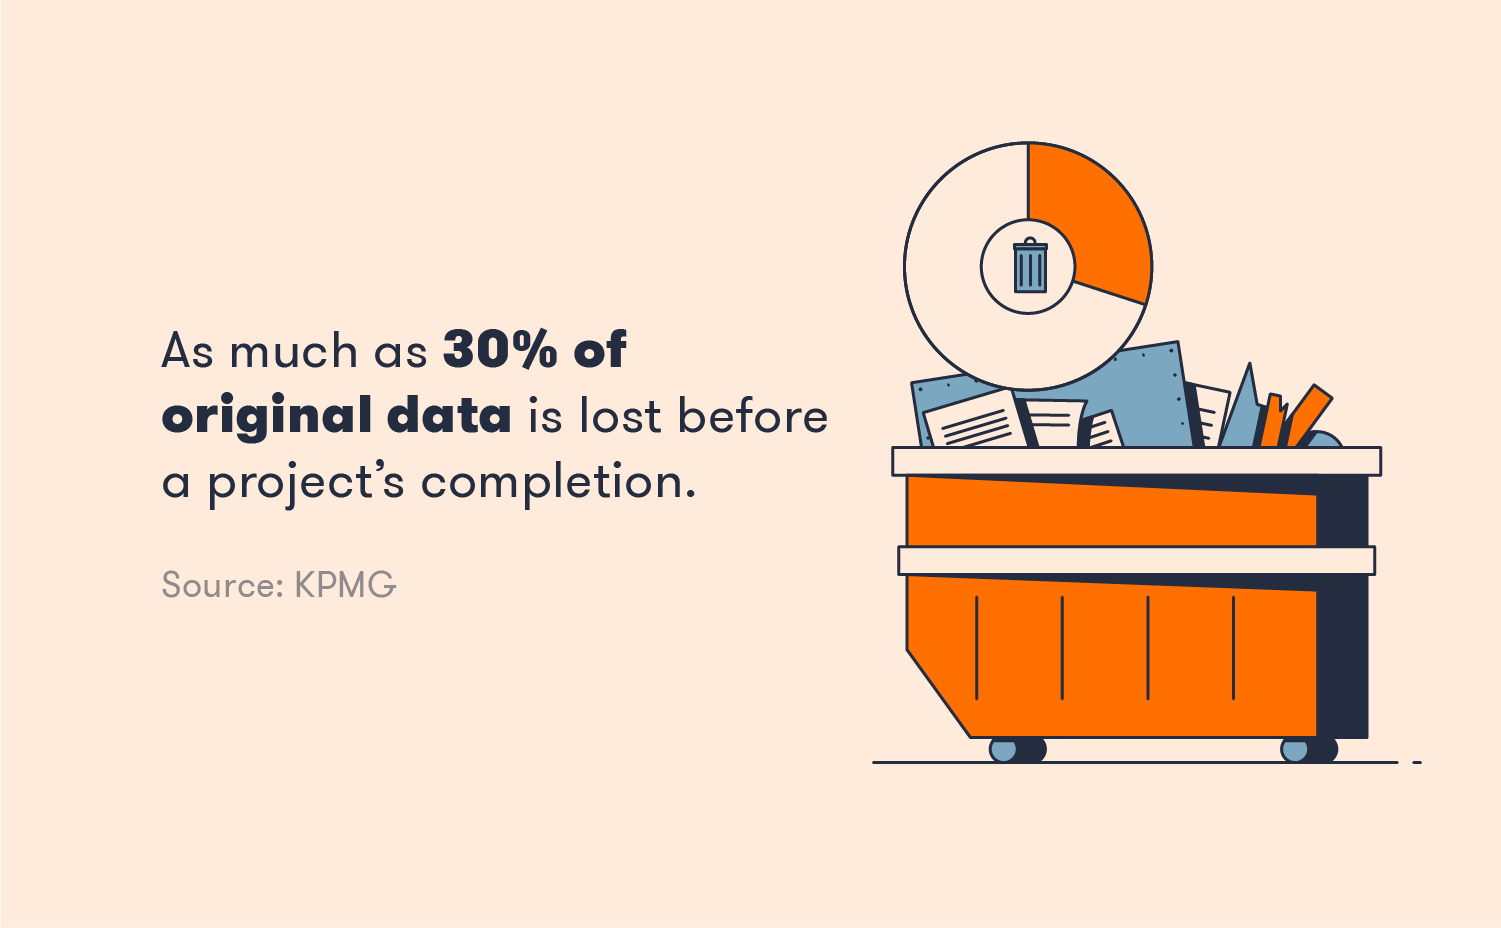 As much as 30% of
original data is lost before
a project’s completion.
Source: KPMG